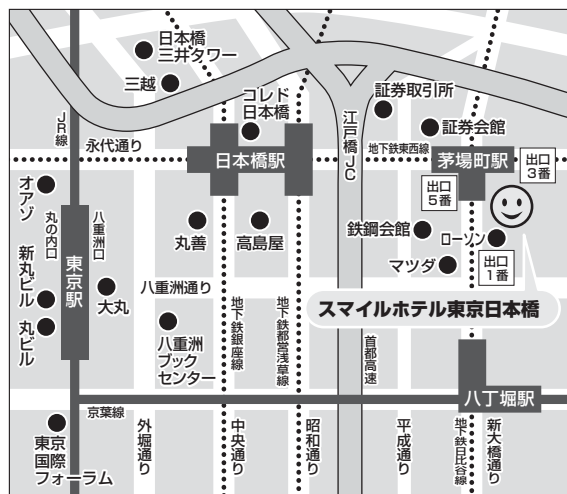 日本橋
三井タワー
三越
コレド
日本橋
証券取引所
証券会館
JR線
永代通り
日本橋駅
江戸橋JC
地下鉄東西線
茅場町駅
出口
3番
出口
5番
オアゾ
丸の内口
八重洲口
丸善
高島屋
鉄鋼会館
ローソン
出口
1番
マツダ
新丸ビル
東京駅
大丸
八重洲通り
スマイルホテル東京日本橋
丸ビル
八重洲
ブック
センター
地下鉄銀座線
地下鉄都営浅草線
首都高速
八丁堀駅
京葉線
東京
国際
フォーラム
外堀通り
中央通り
昭和通り
平成通り
地下鉄日比谷線
新大橋通り